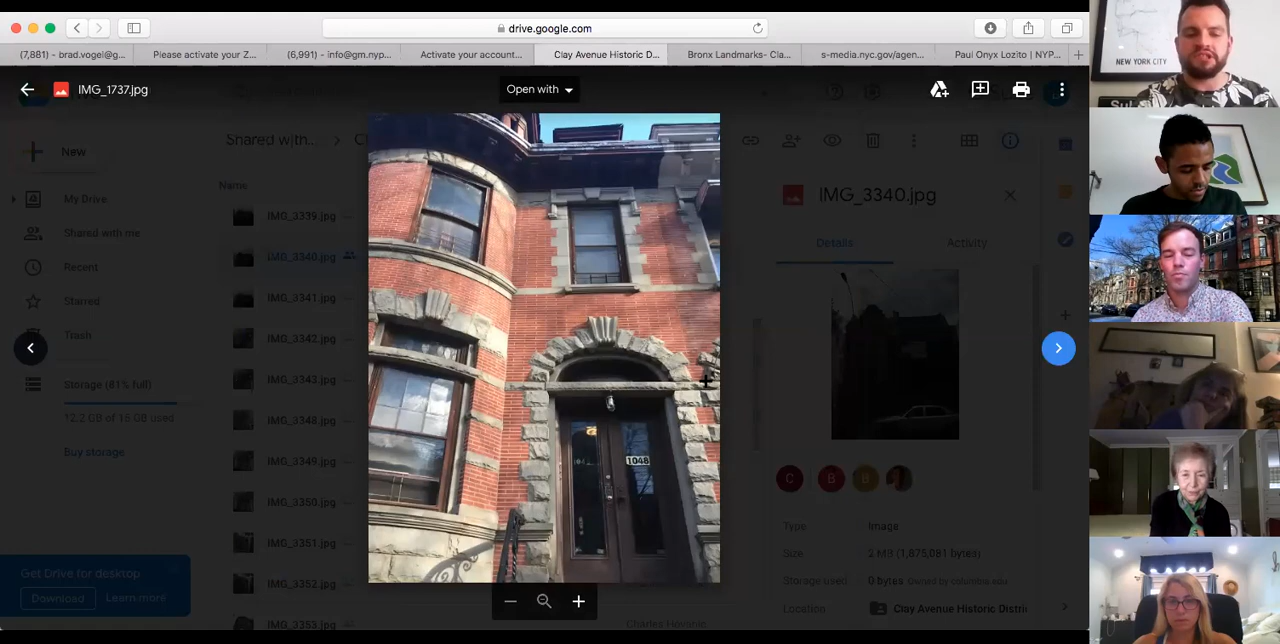 drive.google.com
(7,881) - brad.vogel@g...
Please activate your Z...
(6,991) - info@gm.nyp...
Activate your account...
Clay Avenue Historic D...
Bronx Landmarks- Cla...
s-media.nyc.gov/agen...
Paul Onyx Lozito | NYP...
IMG_1737.jpg
Open with
New
Shared with...
Name
My Drive
Shared with me
Recent
Starred
Trash
Storage (81% full)
12.2 GB of 15 GB used
Buy storage
Get Drive for desktop
Download
Learn more
IMG_3339.jpg
IMG_3340.jpg
IMG_3341.jpg
IMG_3342.jpg
IMG_3343.jpg
IMG_3348.jpg
IMG_3349.jpg
IMG_3350.jpg
IMG_3351.jpg
IMG_3352.jpg
IMG_3353.jpg
1048
IMG_3340.jpg
Details
Activity
C
B
B
Type
Image
Size
2 MB (1,875,081 bytes)
Storage used
0 bytes Owned by columbia.edu
Location
Clay Avenue Historic Distri
NEW YORK CITY